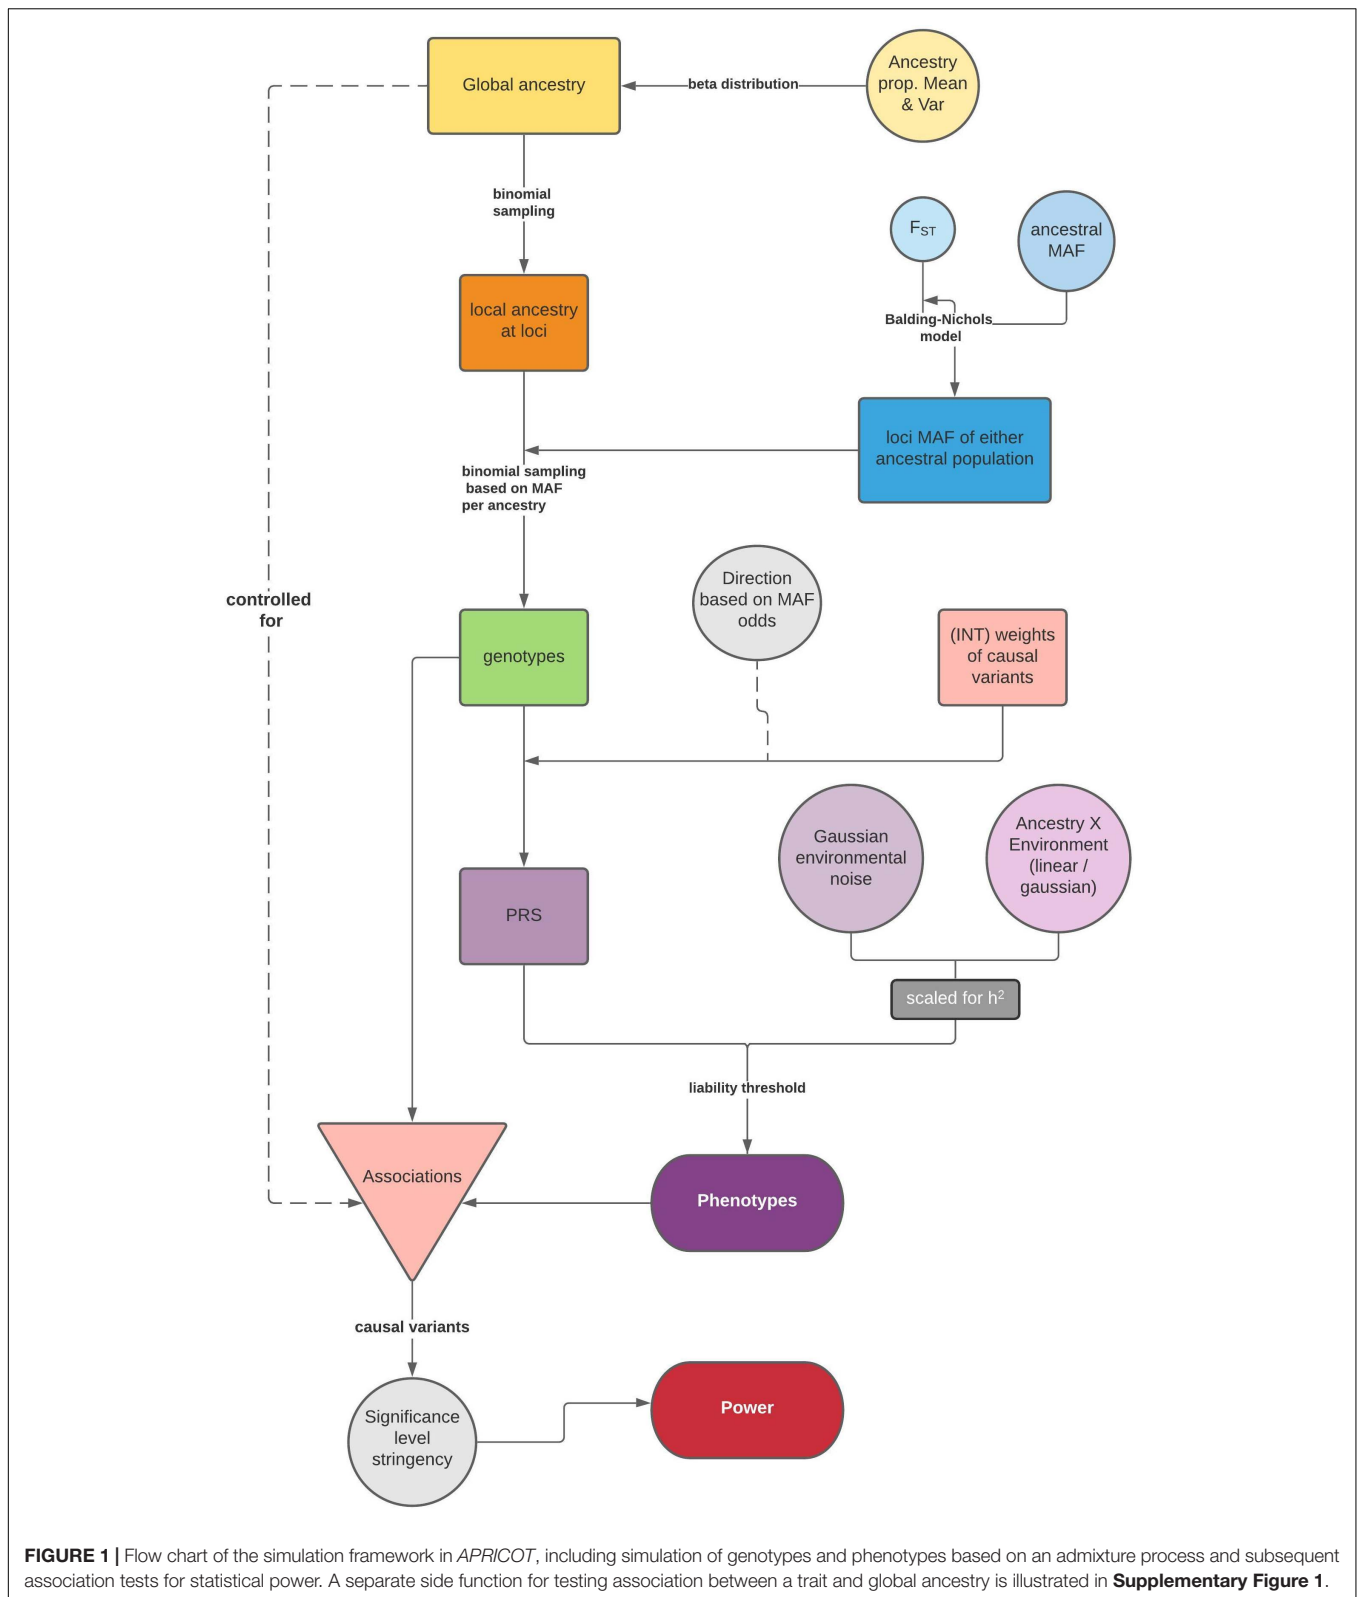 Global ancestry
beta distribution
Ancestry
prop. Mean
& Var
binomial
sampling
F_ST
ancestral
MAF
local ancestry
at loci
Balding-Nichols
model
loci MAF of either
ancestral population
binomial sampling
based on MAF
per ancestry
controlled
for
Direction
based on MAF
odds
(INT) weights
of causal
variants
genotypes
Gaussian
environmental
noise
Ancestry X
Environment
(linear /
gaussian)
PRS
scaled for h²
liability threshold
Associations
Phenotypes
causal variants
Significance
level
stringency
Power
FIGURE 1 | Flow chart of the simulation framework in APRICOT, including simulation of genotypes and phenotypes based on an admixture process and subsequent
association tests for statistical power. A separate side function for testing association between a trait and global ancestry is illustrated in Supplementary Figure 1.